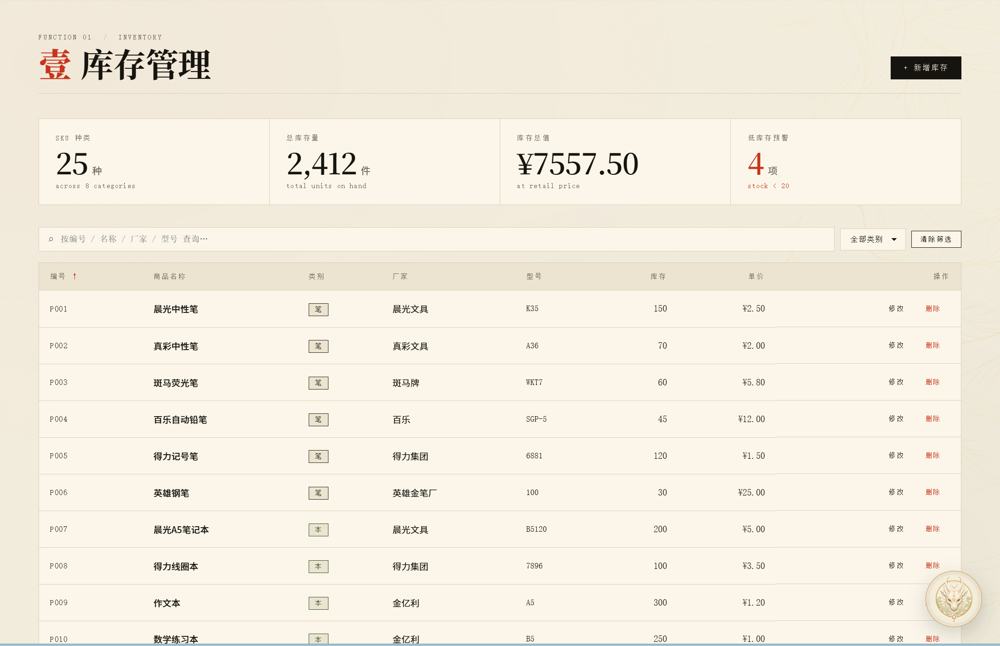 FUNCTION 01 / INVENTORY
壹 库存管理
+ 新增库存
SKU 种类
25 种
across 8 categories
总库存量
2,412 件
total units on hand
库存总值
¥7557.50
at retail price
低库存预警
4 项
stock < 20
按编号 / 名称 / 厂家 / 型号 查询…
全部类别
清除筛选
编号 ↑ 商品名称 类别 厂家 型号 库存 单价 操作
P001 晨光中性笔 笔 晨光文具 K35 150 ¥2.50 修改 删除
P002 真彩中性笔 笔 真彩文具 A36 70 ¥2.00 修改 删除
P003 斑马荧光笔 笔 斑马牌 WKT7 60 ¥5.80 修改 删除
P004 百乐自动铅笔 笔 百乐 SGP-5 45 ¥12.00 修改 删除
P005 得力记号笔 笔 得力集团 6881 120 ¥1.50 修改 删除
P006 英雄钢笔 笔 英雄金笔厂 100 30 ¥25.00 修改 删除
P007 晨光A5笔记本 本 晨光文具 B5120 200 ¥5.00 修改 删除
P008 得力线圈本 本 得力集团 7896 100 ¥3.50 修改 删除
P009 作文本 本 金亿利 A5 300 ¥1.20 修改
P010 数学练习本 本 金亿利 B5 250 ¥1.00 修改 删除